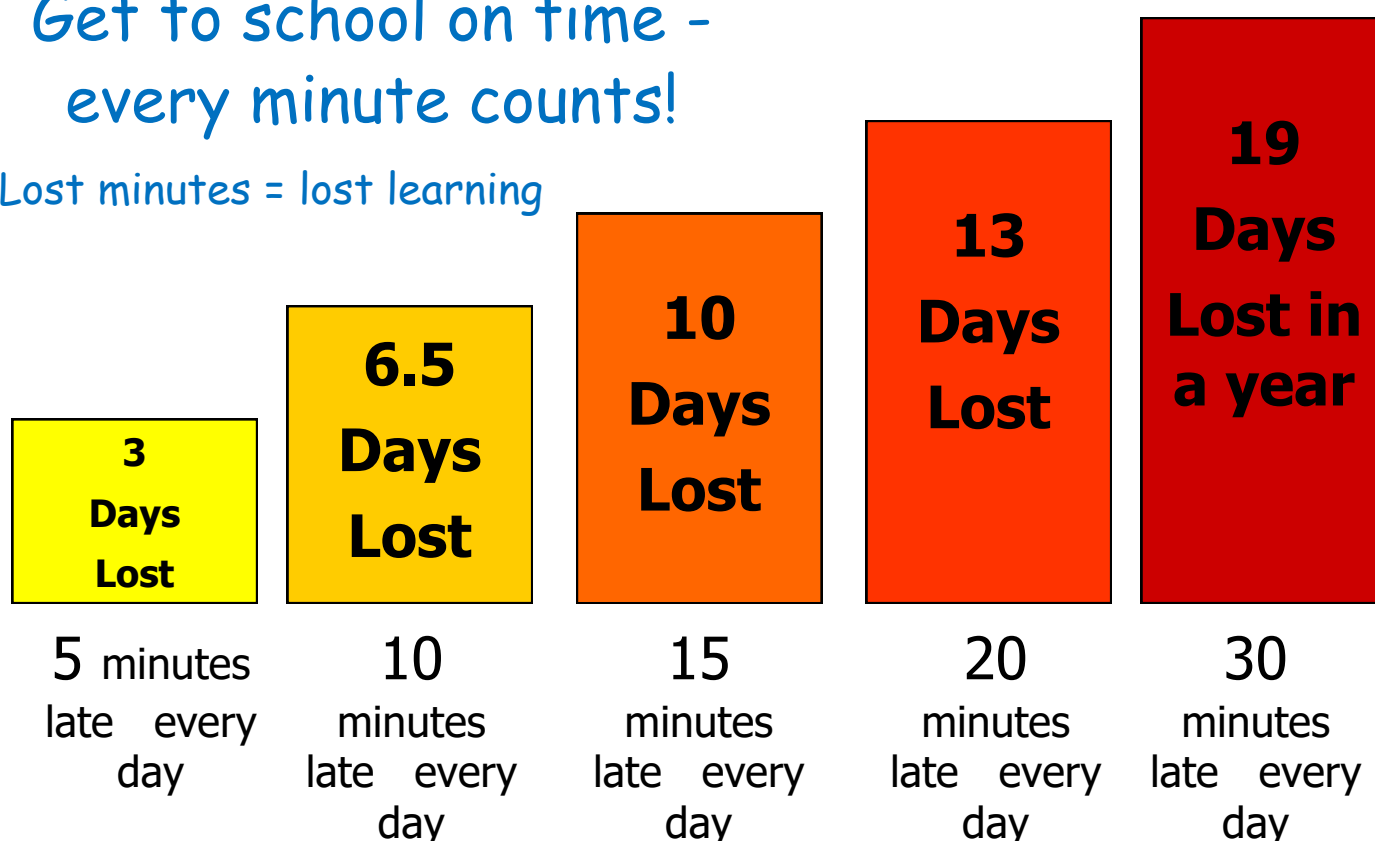 Get to school on time -
every minute counts!
Lost minutes = lost learning
3
Days
Lost
6.5
Days
Lost
10
Days
Lost
13
Days
Lost
19
Days
Lost in
a year
5 minutes
late every
day
10
minutes
late every
day
15
minutes
late every
day
20
minutes
late every
day
30
minutes
late every
day